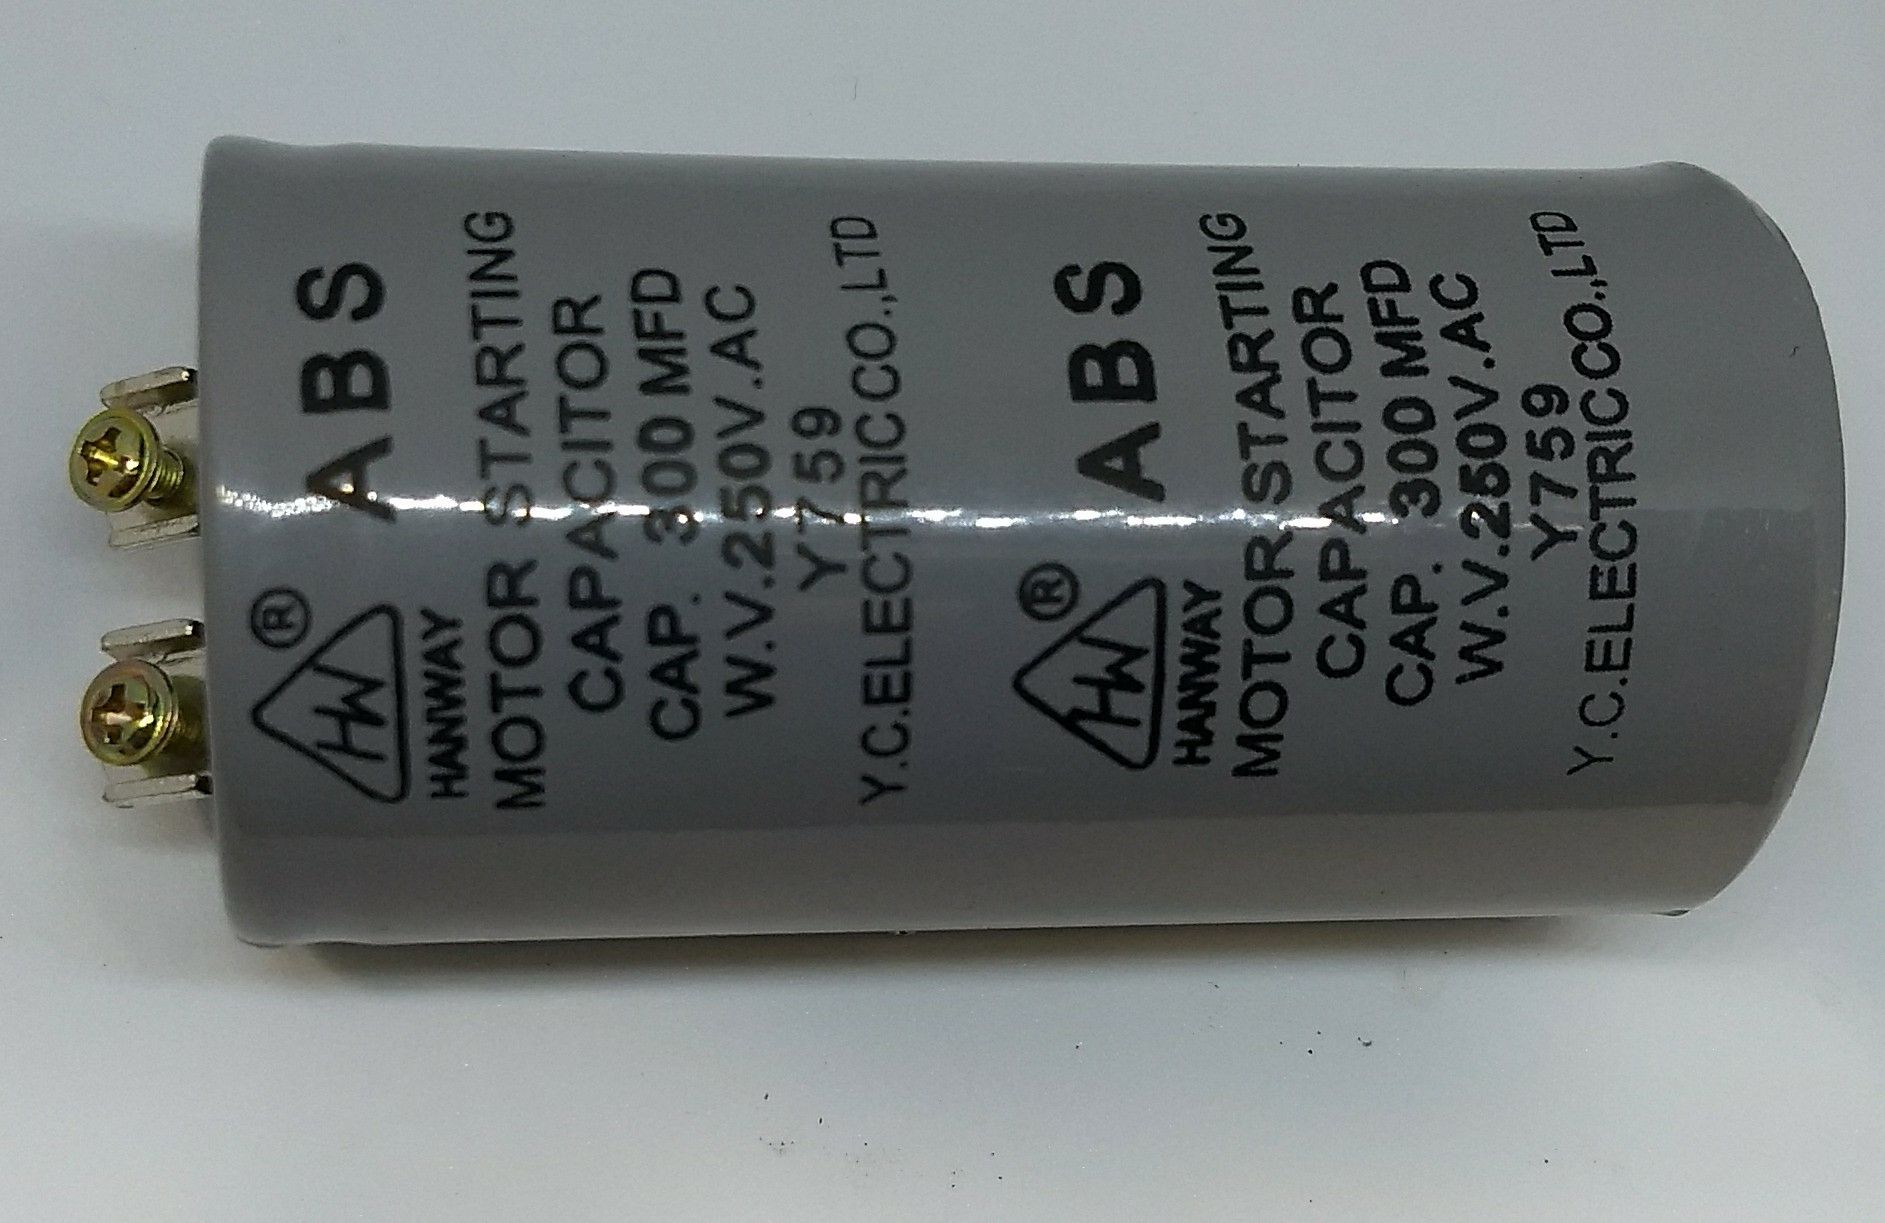 ® ABS
HW
HANWAY
MOTOR STARTING
CAPACITOR
CAP. 300 MFD
W.V.250V.AC
Y759
Y.C.ELECTRIC CO.,LTD
® ABS
HW
HANWAY
MOTOR STARTING
CAPACITOR
CAP. 300 MFD
W.V.250V.AC
Y759
Y.C.ELECTRIC CO.,LTD